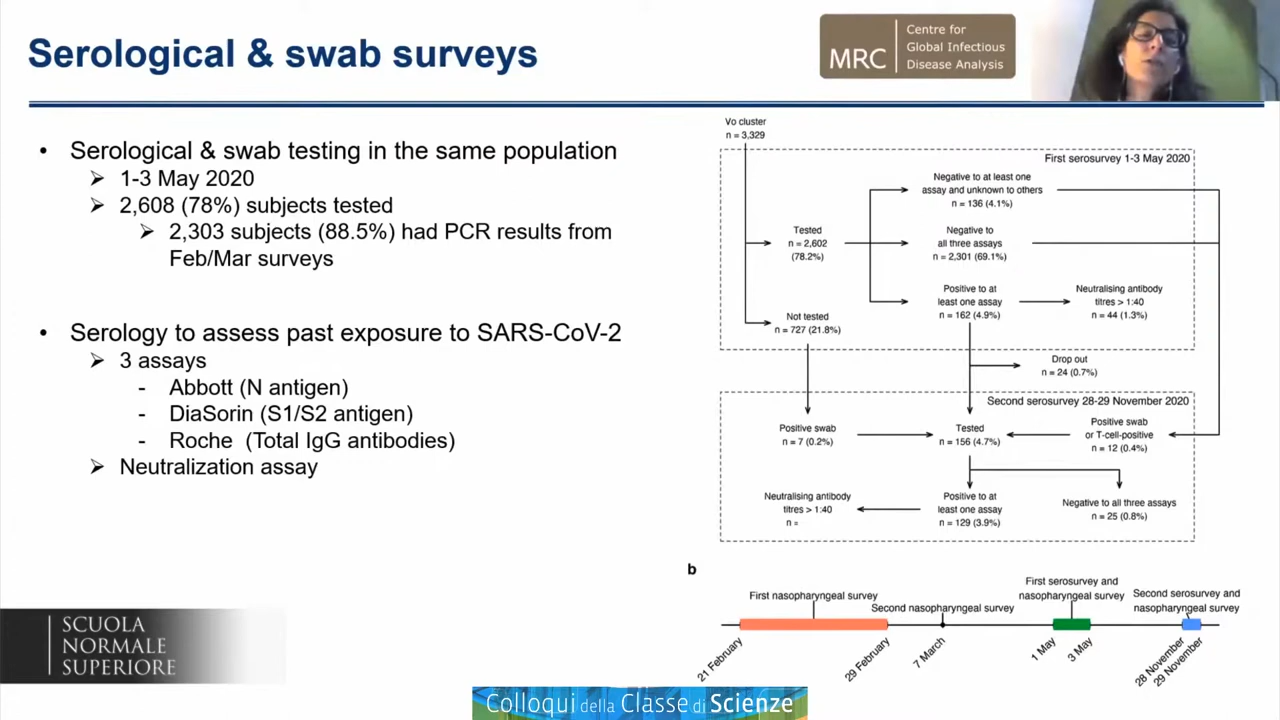 Serological & swab surveys
MRC
Centre for
Global Infectious
Disease Analysis
• Serological & swab testing in the same population
➢ 1-3 May 2020
➢ 2,608 (78%) subjects tested
➢ 2,303 subjects (88.5%) had PCR results from
Feb/Mar surveys
• Serology to assess past exposure to SARS-CoV-2
➢ 3 assays
- Abbott (N antigen)
- DiaSorin (S1/S2 antigen)
- Roche (Total IgG antibodies)
➢ Neutralization assay
Vo cluster
n = 3,329
First serosurvey 1-3 May 2020
Negative to at least one
assay and unknown to others
n = 136 (4.1%)
Tested
n = 2,602
(78.2%)
Negative to
all three assays
n = 2,301 (69.1%)
Positive to at
least one assay
n = 162 (4.9%)
Neutralising antibody
titres > 1:40
n = 44 (1.3%)
Not tested
n = 727 (21.8%)
Drop out
n = 24 (0.7%)
Second serosurvey 28-29 November 2020
Positive swab
n = 7 (0.2%)
Tested
n = 156 (4.7%)
Positive swab
or T-cell-positive
n = 12 (0.4%)
Neutralising antibody
titres > 1:40
n =
Positive to at
least one assay
n = 129 (3.9%)
Negative to all three assays
n = 25 (0.8%)
b
First nasopharyngeal survey
Second nasopharyngeal survey
First serosurvey and
nasopharyngeal survey
Second serosurvey and
nasopharyngeal survey
21 February
29 February
7 March
1 May
3 May
28 November
29 November
SCUOLA
NORMALE
SUPERIORE
Colloqui della Classe di Scienze